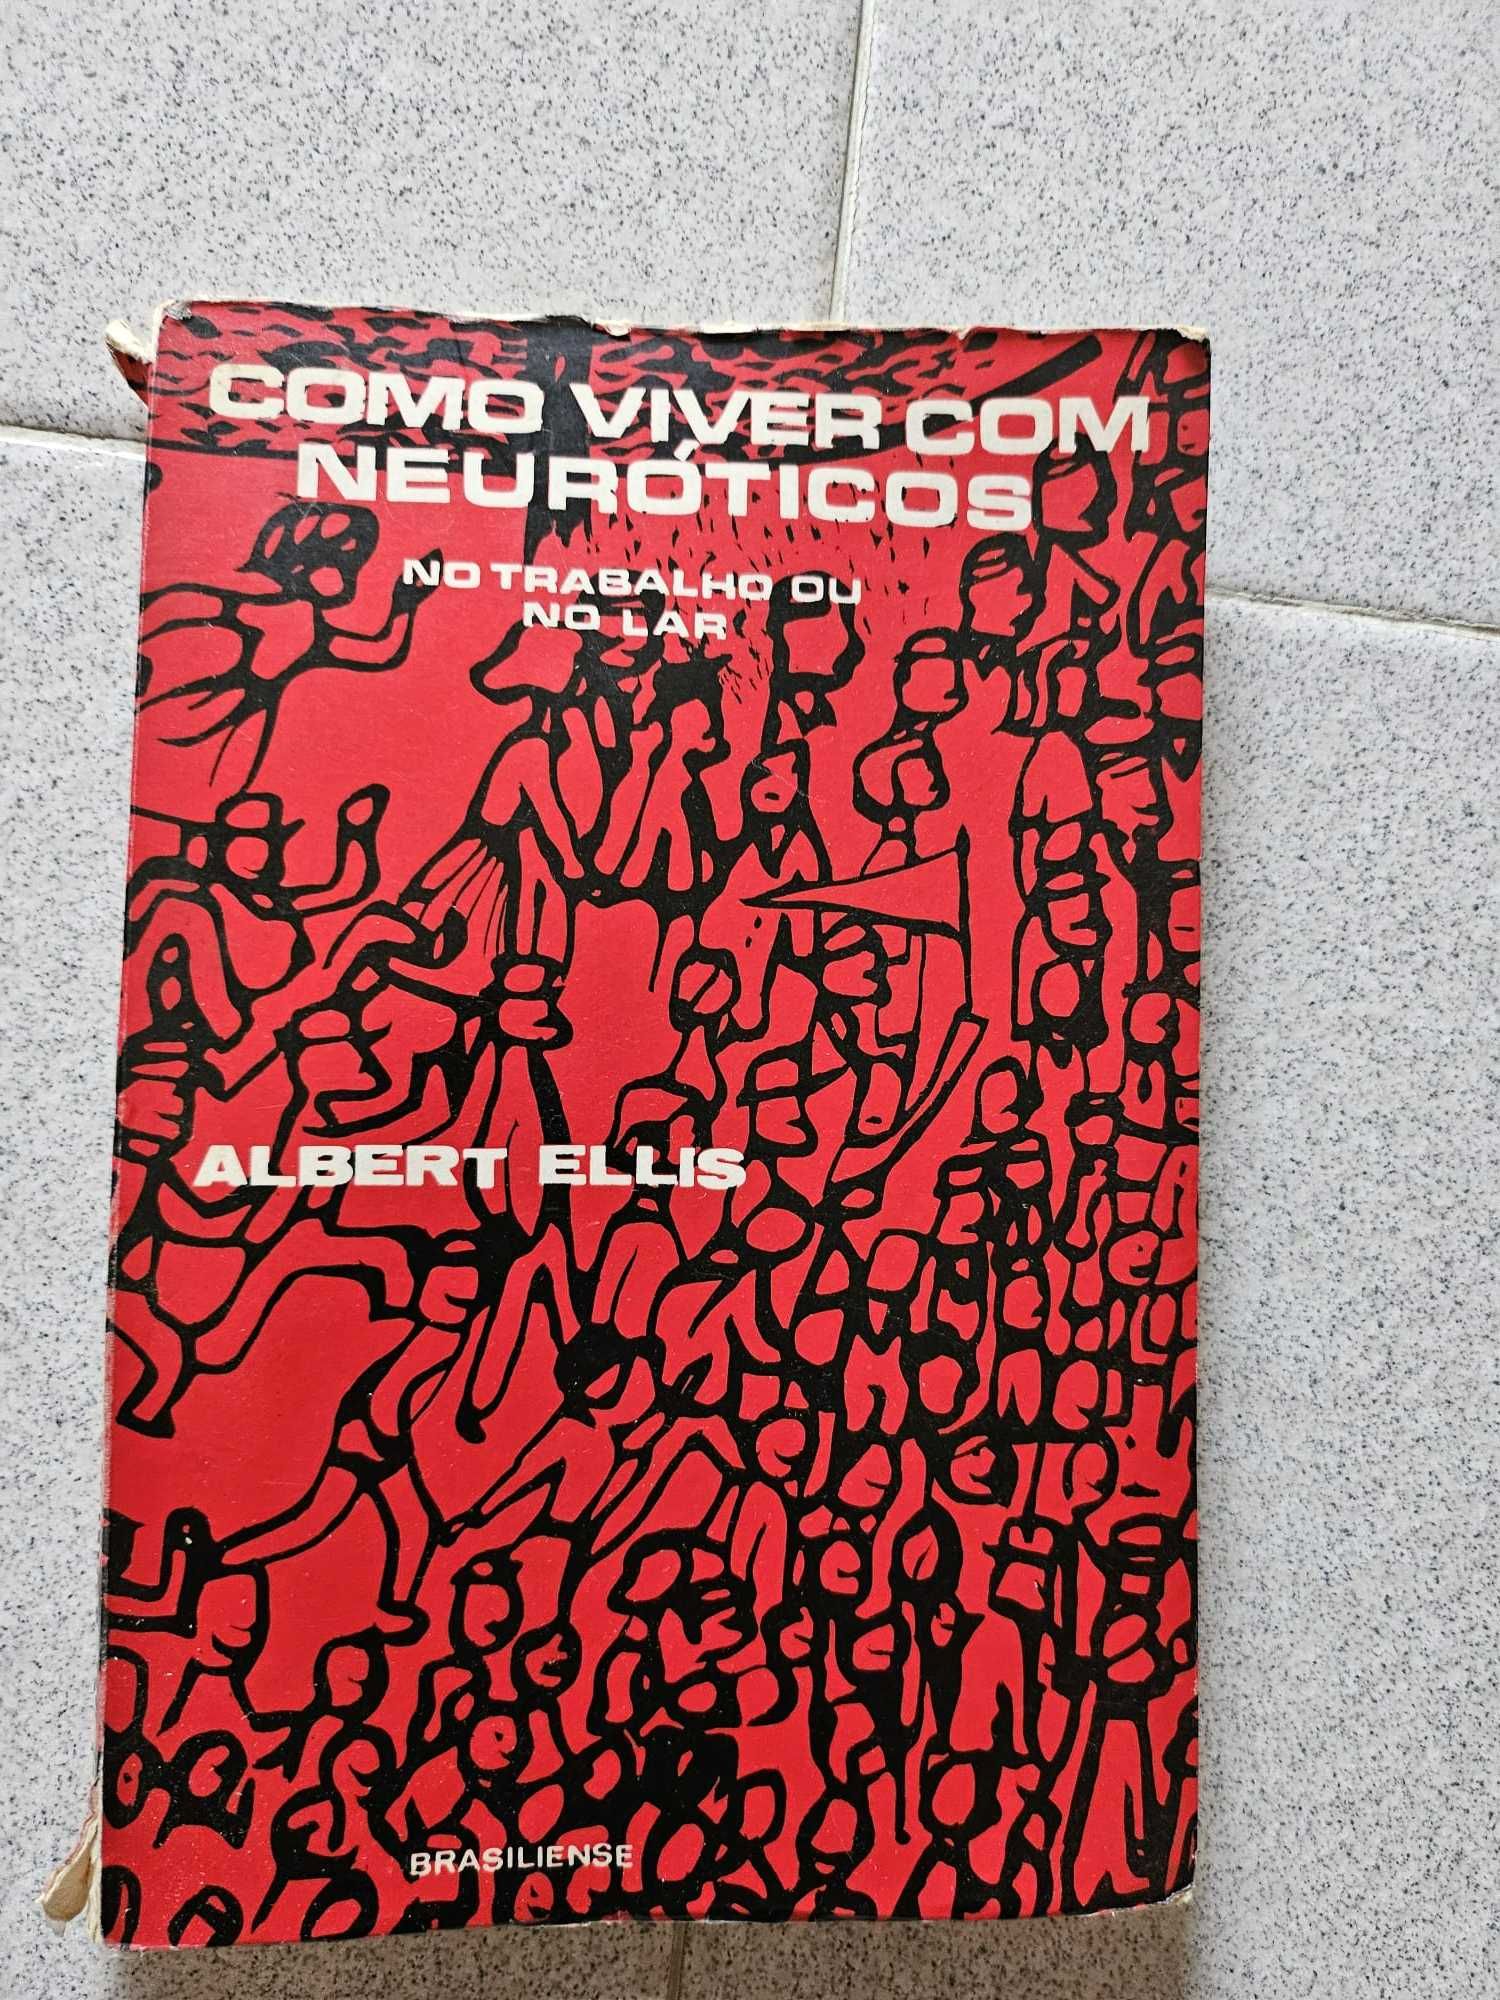 COMO VIVER COM
NEURÓTICOS
NO TRABALHO OU
NO LAR
ALBERT ELLIS
BRASILIENSE